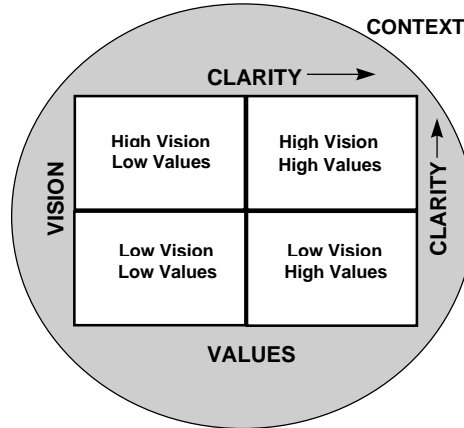 CONTEXT
CLARITY
High Vision
Low Values
High Vision
High Values
VISION
CLARITY
Low Vision
Low Values
Low Vision
High Values
VALUES